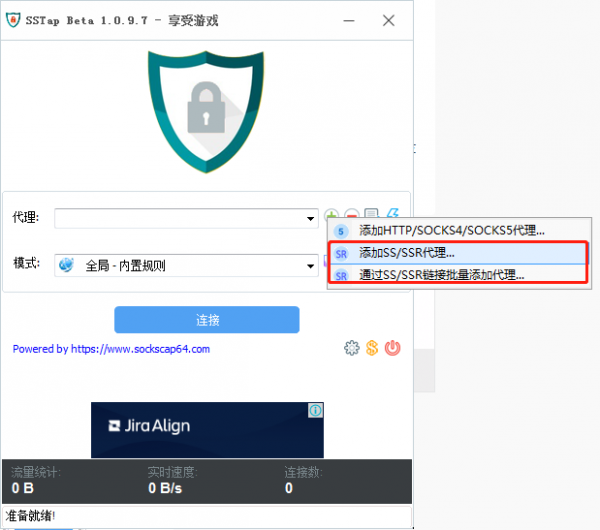 SSTap Beta 1.0.9.7 - 享受游戏
代理:
S 添加HTTP/SOCKS4/SOCKS5代理...
SR 添加SS/SSR代理...
模式: 全局 - 内置规则
SR 通过SS/SSR链接批量添加代理...
连接
Powered by https://www.sockscap64.com
Jira Align
流量统计: 实时速度: 连接数:
0 B 0 B/s 0
准备就绪!